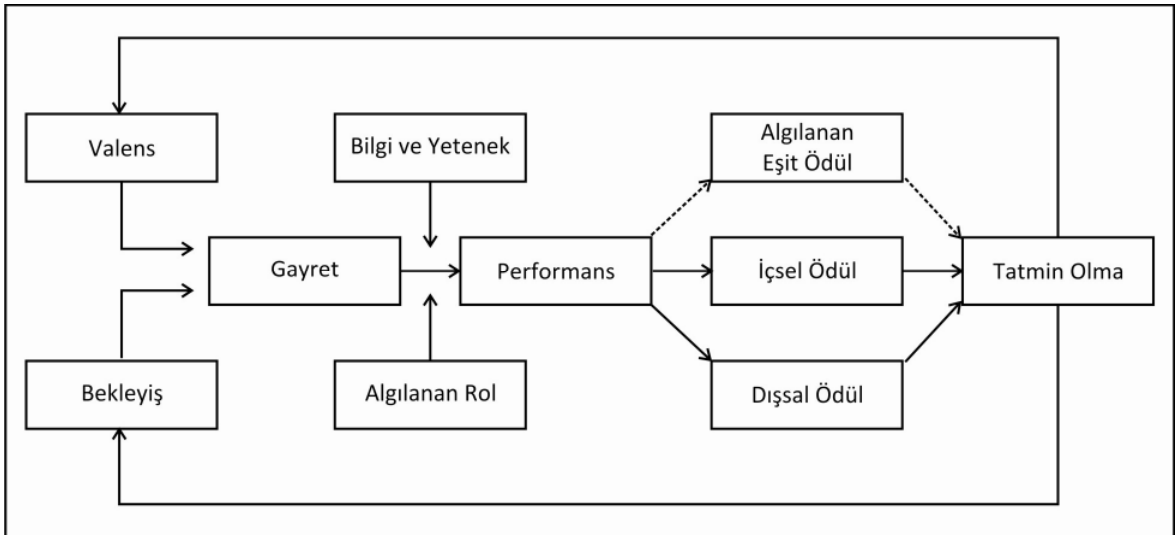 Valens
Bilgi ve Yetenek
Algılanan
Eşit Ödül
Gayret
Performans
İçsel Ödül
Tatmin Olma
Bekleyiş
Algılanan Rol
Dışsal Ödül